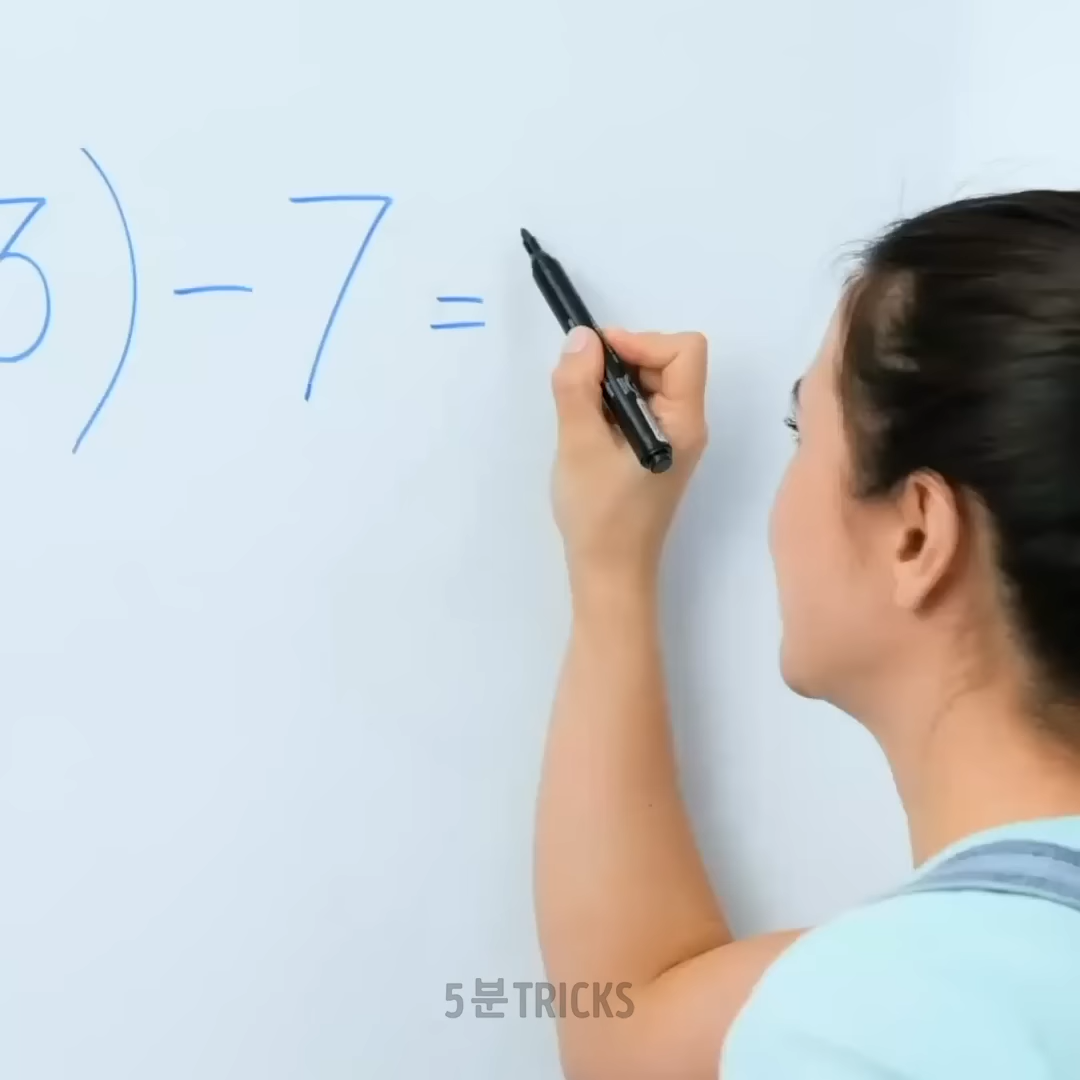 3) - 7 =
5분TRICKS